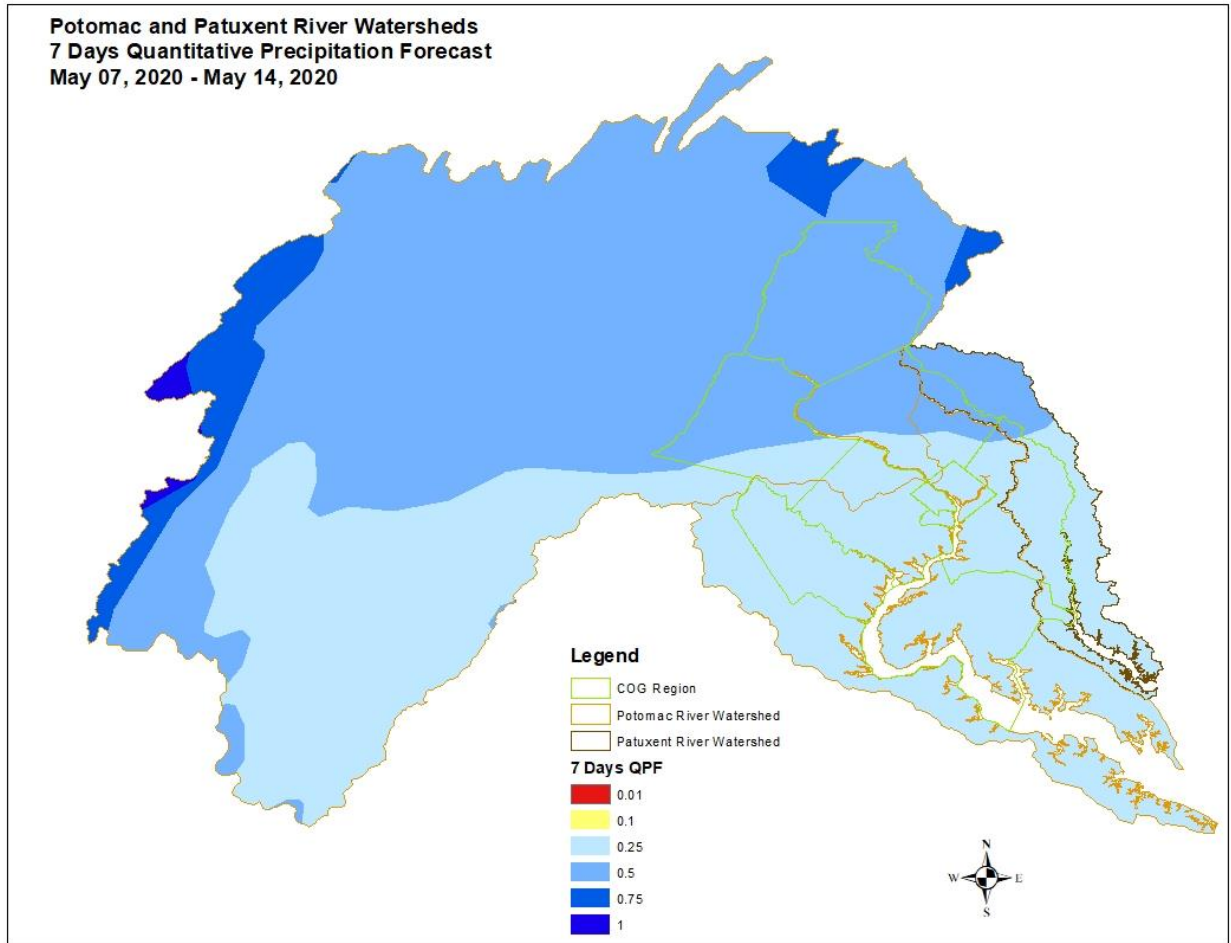 Potomac and Patuxent River Watersheds
7 Days Quantitative Precipitation Forecast
May 07, 2020 - May 14, 2020
Legend
COG Region
Potomac River Watershed
Patuxent River Watershed
7 Days QPF
0.01
0.1
0.25
0.5
0.75
1
N
W E
S